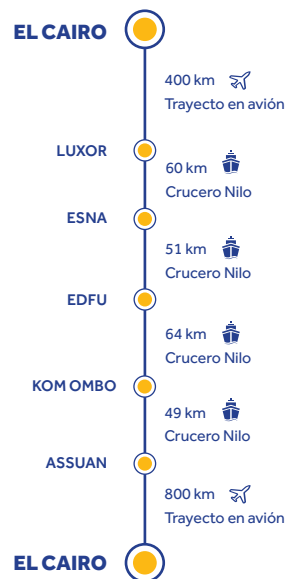 EL CAIRO
400 km
Trayecto en avión
LUXOR
60 km
Crucero Nilo
ESNA
51 km
Crucero Nilo
EDFU
64 km
Crucero Nilo
KOM OMBO
49 km
Crucero Nilo
ASSUAN
800 km
Trayecto en avión
EL CAIRO